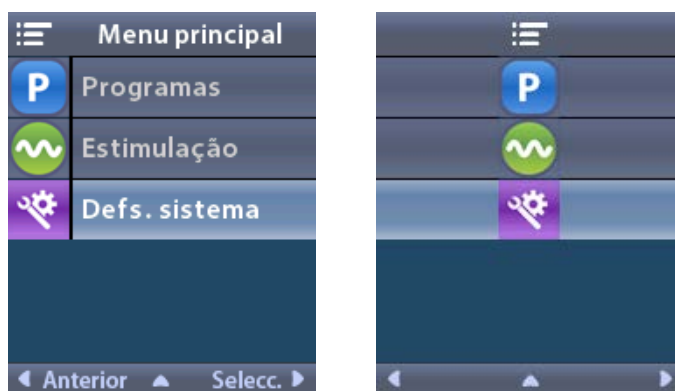 Menu principal
P Programas
Estimulação
Defs. sistema
Anterior Selecc.
P